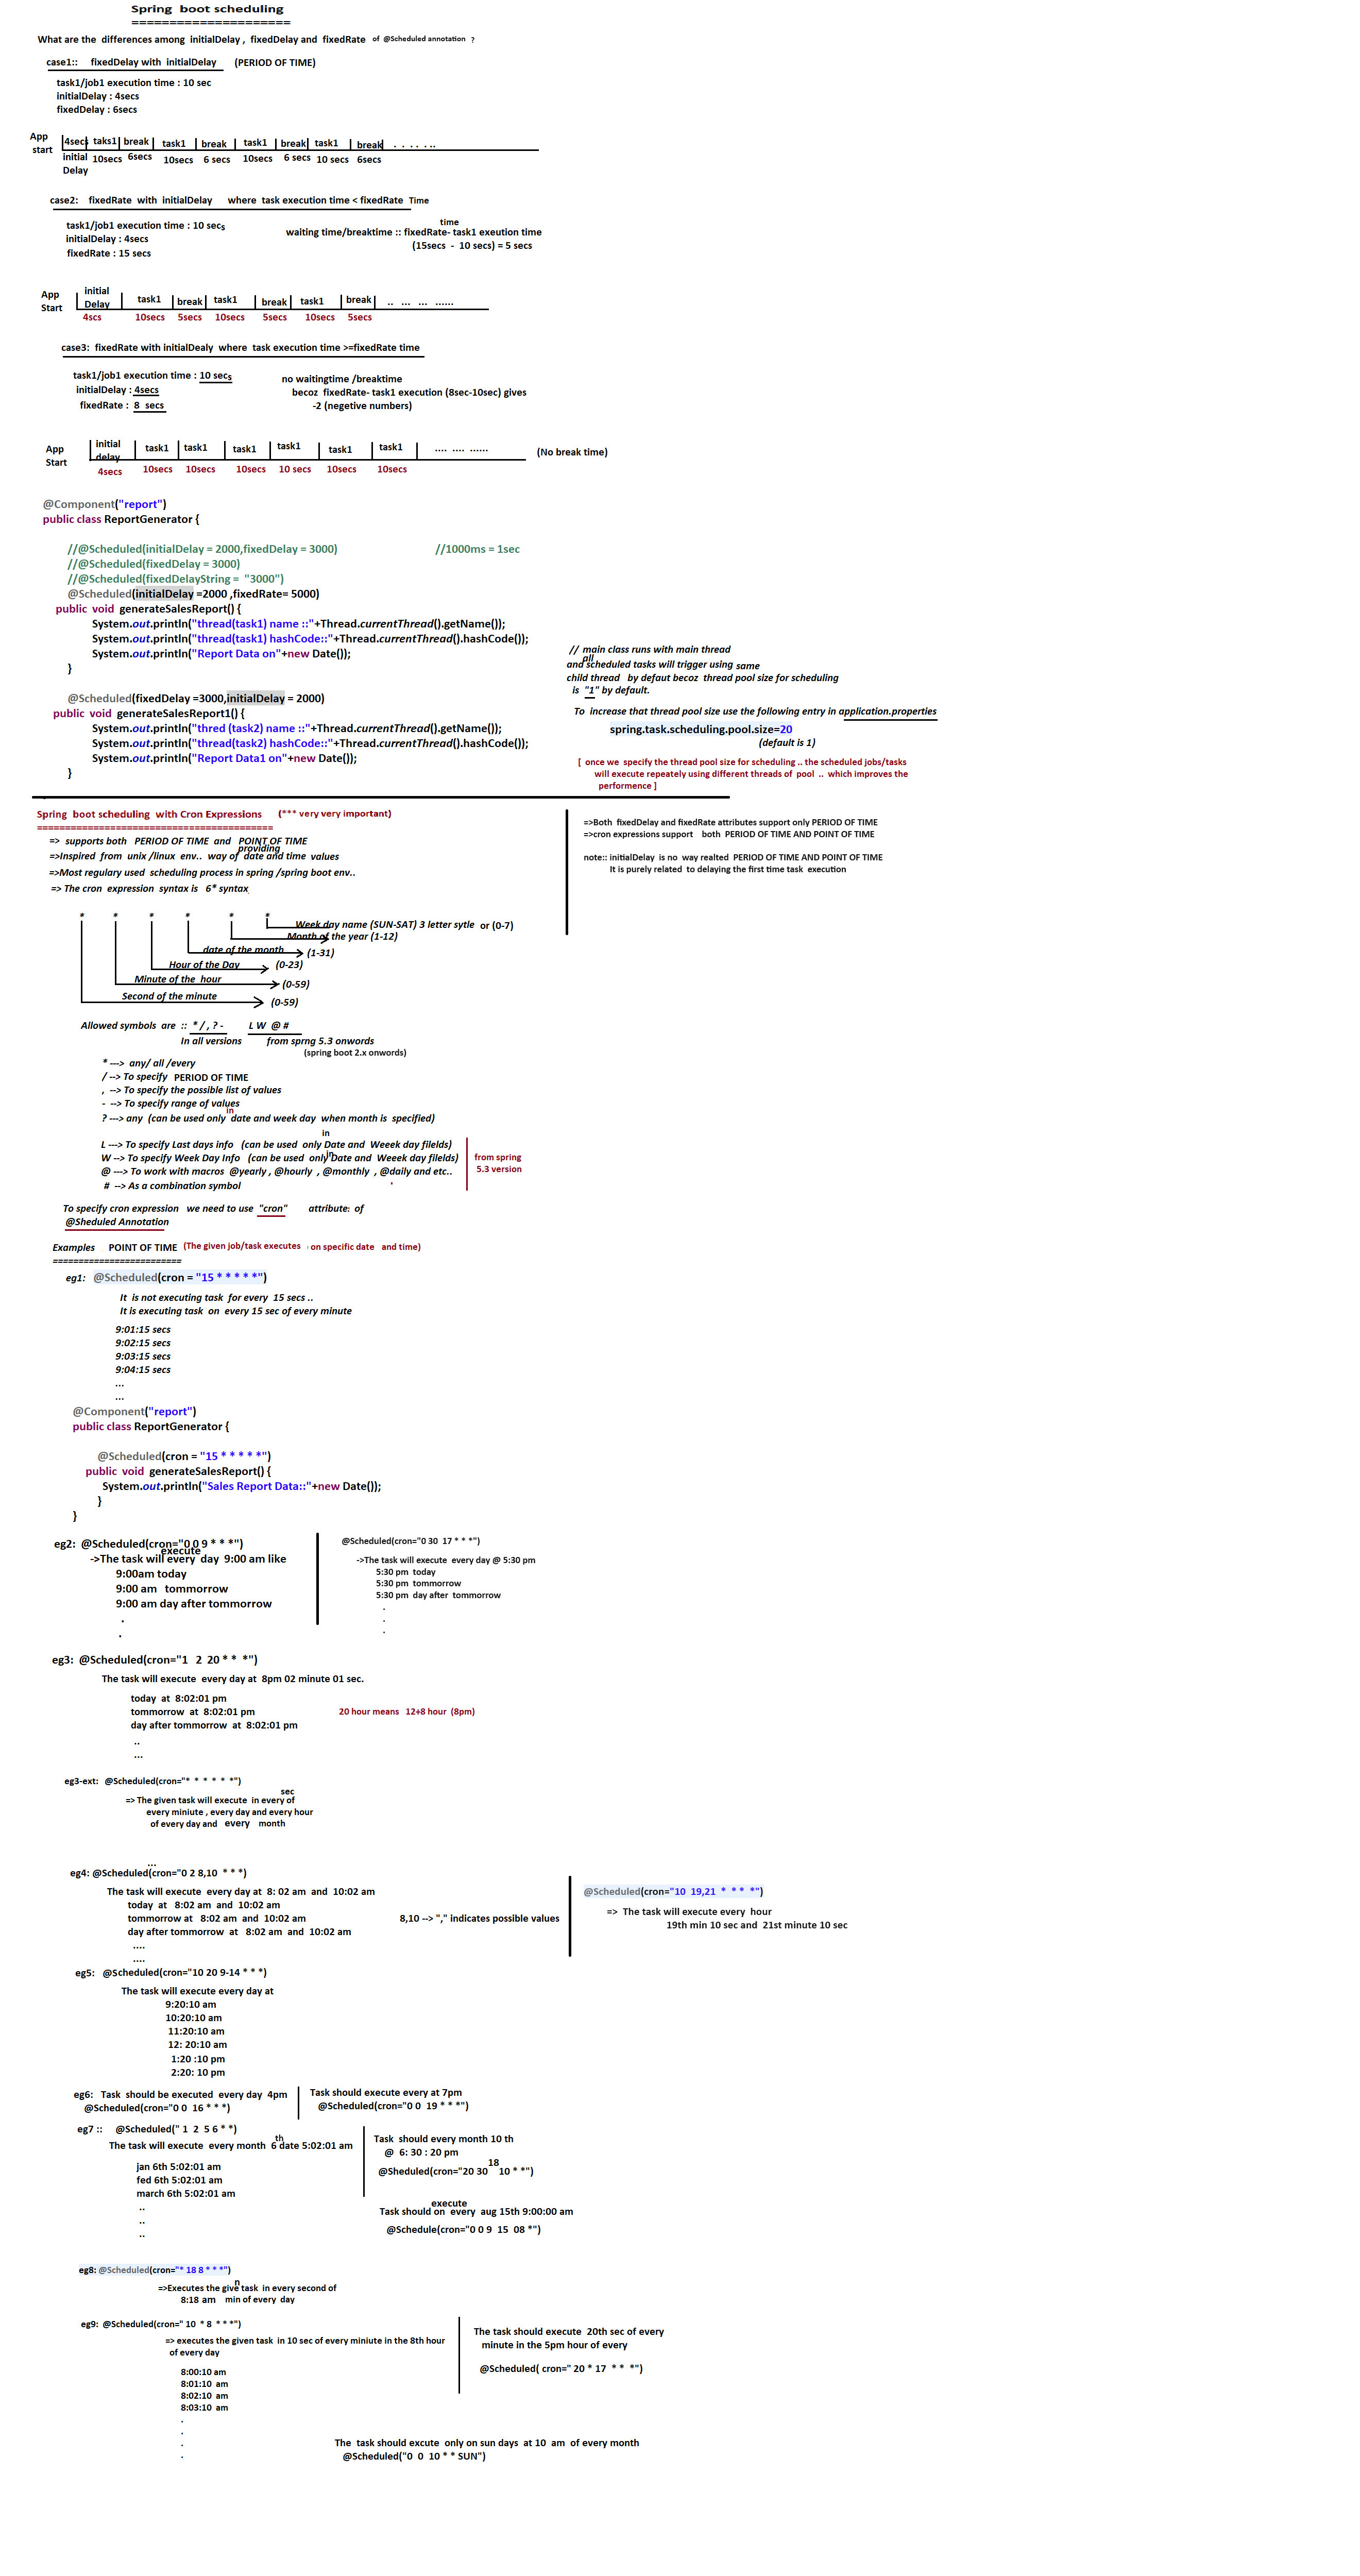 Spring boot scheduling
=====================
What are the differences among initialDelay , fixedDelay and fixedRate of @Scheduled annotation ?
case1:: fixedDelay with initialDelay (PERIOD OF TIME)
task1/job1 execution time : 10 sec
initialDelay : 4secs
fixedDelay : 6secs
App start
4secs taks1 break task1 break task1 break task1 break . . . . . ..
initial Delay 10secs 6secs 10secs 6 secs 10secs 6 secs 10 secs 6secs
case2: fixedRate with initialDelay where task execution time < fixedRate Time
task1/job1 execution time : 10 secs
initialDelay : 4secs
fixedRate : 15 secs
waiting time/breaktime :: fixedRate- task1 exeution time
time
(15secs - 10 secs) = 5 secs
App Start
initial Delay task1 break task1 break task1 break .. ... ... ......
4scs 10secs 5secs 10secs 5secs 10secs 5secs
case3: fixedRate with initialDealy where task execution time >=fixedRate time
task1/job1 execution time : 10 secs
initialDelay : 4secs
fixedRate : 8 secs
no waitingtime /breaktime
becoz fixedRate- task1 execution (8sec-10sec) gives
-2 (negetive numbers)
App Start
initial delay task1 task1 task1 task1 task1 task1 .... .... ...... (No break time)
4secs 10secs 10secs 10secs 10 secs 10secs 10secs
@Component("report")
public class ReportGenerator {
//@Scheduled(initialDelay = 2000,fixedDelay = 3000) //1000ms = 1sec
//@Scheduled(fixedDelay = 3000)
//@Scheduled(fixedDelayString = "3000")
@Scheduled(initialDelay =2000 ,fixedRate= 5000)
public void generateSalesReport() {
System.out.println("thread(task1) name ::"+Thread.currentThread().getName());
System.out.println("thread(task1) hashCode::"+Thread.currentThread().hashCode());
System.out.println("Report Data on"+new Date());
}
@Scheduled(fixedDelay =3000,initialDelay = 2000)
public void generateSalesReport1() {
System.out.println("thred (task2) name ::"+Thread.currentThread().getName());
System.out.println("thread(task2) hashCode::"+Thread.currentThread().hashCode());
System.out.println("Report Data1 on"+new Date());
}
// main class runs with main thread
all
and scheduled tasks will trigger using same
child thread by defaut becoz thread pool size for scheduling
is "1" by default.
To increase that thread pool size use the following entry in application.properties
spring.task.scheduling.pool.size=20
(default is 1)
[ once we specify the thread pool size for scheduling .. the scheduled jobs/tasks
will execute repeately using different threads of pool .. which improves the
performence ]
Spring boot scheduling with Cron Expressions (*** very very important)
==========================================
=> supports both PERIOD OF TIME and POINT OF TIME
providing
=>Inspired from unix /linux env.. way of date and time values
=>Most regulary used scheduling process in spring /spring boot env..
=> The cron expression syntax is 6* syntax
=>Both fixedDelay and fixedRate attributes support only PERIOD OF TIME
=>cron expressions support both PERIOD OF TIME AND POINT OF TIME
note:: initialDelay is no way realted PERIOD OF TIME AND POINT OF TIME
It is purely related to delaying the first time task execution
* * * * * *
Week day name (SUN-SAT) 3 letter sytle or (0-7)
Month of the year (1-12)
date of the month (1-31)
Hour of the Day (0-23)
Minute of the hour (0-59)
Second of the minute (0-59)
Allowed symbols are :: * / , ? - L W @ #
In all versions from sprng 5.3 onwords
(spring boot 2.x onwords)
* ---> any/ all /every
/ --> To specify PERIOD OF TIME
, --> To specify the possible list of values
- --> To specify range of values
in
? ---> any (can be used only date and week day when month is specified)
in
L ---> To specify Last days info (can be used only Date and Weeek day filelds)
in
W --> To specify Week Day Info (can be used only Date and Weeek day filelds)
@ ---> To work with macros @yearly , @hourly , @monthly , @daily and etc..
# --> As a combination symbol
from spring
5.3 version
To specify cron expression we need to use "cron" attribute: of
@Sheduled Annotation
Examples POINT OF TIME (The given job/task executes on specific date and time)
=========================
eg1: @Scheduled(cron = "15 * * * * *")
It is not executing task for every 15 secs ..
It is executing task on every 15 sec of every minute
9:01:15 secs
9:02:15 secs
9:03:15 secs
9:04:15 secs
...
...
@Component("report")
public class ReportGenerator {
@Scheduled(cron = "15 * * * * *")
public void generateSalesReport() {
System.out.println("Sales Report Data::"+new Date());
}
}
eg2: @Scheduled(cron="0 0 9 * * *")
execute
->The task will every day 9:00 am like
9:00am today
9:00 am tommorrow
9:00 am day after tommorrow
.
.
@Scheduled(cron="0 30 17 * * *")
->The task will execute every day @ 5:30 pm
5:30 pm today
5:30 pm tommorrow
5:30 pm day after tommorrow
.
.
.
eg3: @Scheduled(cron="1 2 20 * * *")
The task will execute every day at 8pm 02 minute 01 sec.
today at 8:02:01 pm
tommorrow at 8:02:01 pm
day after tommorrow at 8:02:01 pm
..
...
20 hour means 12+8 hour (8pm)
eg3-ext: @Scheduled(cron="* * * * * *")
sec
=> The given task will execute in every of
every miniute , every day and every hour
of every day and every month
...
eg4: @Scheduled(cron="0 2 8,10 * * *)
The task will execute every day at 8: 02 am and 10:02 am
today at 8:02 am and 10:02 am
tommorrow at 8:02 am and 10:02 am
day after tommorrow at 8:02 am and 10:02 am
....
....
8,10 --> "," indicates possible values
@Scheduled(cron="10 19,21 * * * *")
=> The task will execute every hour
19th min 10 sec and 21st minute 10 sec
eg5: @Scheduled(cron="10 20 9-14 * * *)
The task will execute every day at
9:20:10 am
10:20:10 am
11:20:10 am
12: 20:10 am
1:20 :10 pm
2:20: 10 pm
eg6: Task should be executed every day 4pm
@Scheduled(cron="0 0 16 * * *)
Task should execute every at 7pm
@Scheduled(cron="0 0 19 * * *")
eg7 :: @Scheduled(" 1 2 5 6 * *)
th
The task will execute every month 6 date 5:02:01 am
jan 6th 5:02:01 am
fed 6th 5:02:01 am
march 6th 5:02:01 am
..
..
..
Task should every month 10 th
@ 6: 30 : 20 pm
18
@Sheduled(cron="20 30 10 * *")
execute
Task should on every aug 15th 9:00:00 am
@Schedule(cron="0 0 9 15 08 *")
eg8: @Scheduled(cron="* 18 8 * * *")
n
=>Executes the give task in every second of
8:18 am min of every day
eg9: @Scheduled(cron=" 10 * 8 * * *")
=> executes the given task in 10 sec of every miniute in the 8th hour
of every day
8:00:10 am
8:01:10 am
8:02:10 am
8:03:10 am
.
.
.
.
The task should execute 20th sec of every
minute in the 5pm hour of every
@Scheduled( cron=" 20 * 17 * * *")
The task should excute only on sun days at 10 am of every month
@Scheduled("0 0 10 * * SUN")